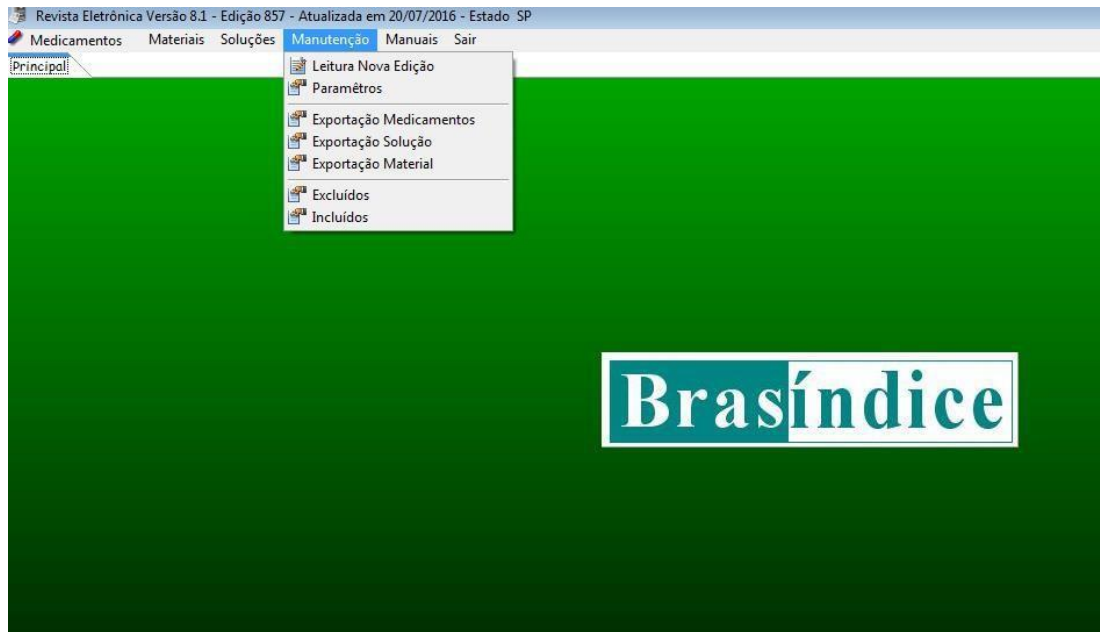 Revista Eletrônica Versão 8.1 - Edição 857 - Atualizada em 20/07/2016 - Estado SP
Medicamentos Materiais Soluções Manutenção Manuais Sair
Principal
Leitura Nova Edição
Paramêtros
Exportação Medicamentos
Exportação Solução
Exportação Material
Excluídos
Incluídos
Brasíndice